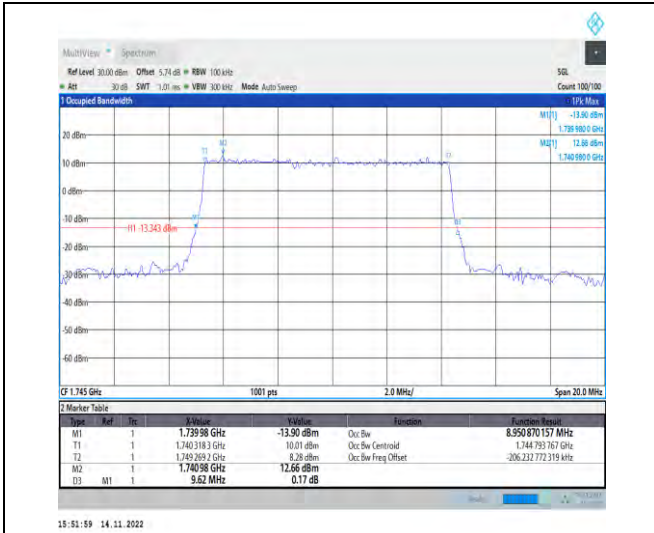 MultiView Spectrum
Ref Level 30.00 dBm Offset 5.74 dB RBW 100 kHz SGL
Att 30 dB SWT 1.01 ms VBW 300 kHz Mode Auto Sweep Count 100/100
1 Occupied Bandwidth 1Pk Max
M1[1] -13.90 dBm
1.739 980 0 GHz
M2[1] 12.66 dBm
1.740 980 0 GHz
20 dBm
M2
T1
T2
10 dBm
0 dBm
-10 dBm
H1 -13.343 dBm
-30 dBm
-40 dBm
-50 dBm
-60 dBm
CF 1.745 GHz 1001 pts 2.0 MHz/ Span 20.0 MHz
2 Marker Table
Type Ref Trc X-Value Y-Value Function Function Result
M1 1 1.73998 GHz -13.90 dBm Occ Bw 8.950 870 157 MHz
T1 1 1.740 318 3 GHz 10.01 dBm Occ Bw Centroid 1.744 793 767 GHz
T2 1 1.749 269 2 GHz 8.28 dBm Occ Bw Freq Offset -206.232 772 319 kHz
M2 1 1.74098 GHz 12.66 dBm
D3 M1 1 9.62 MHz 0.17 dB
15:51:59 14.11.2022